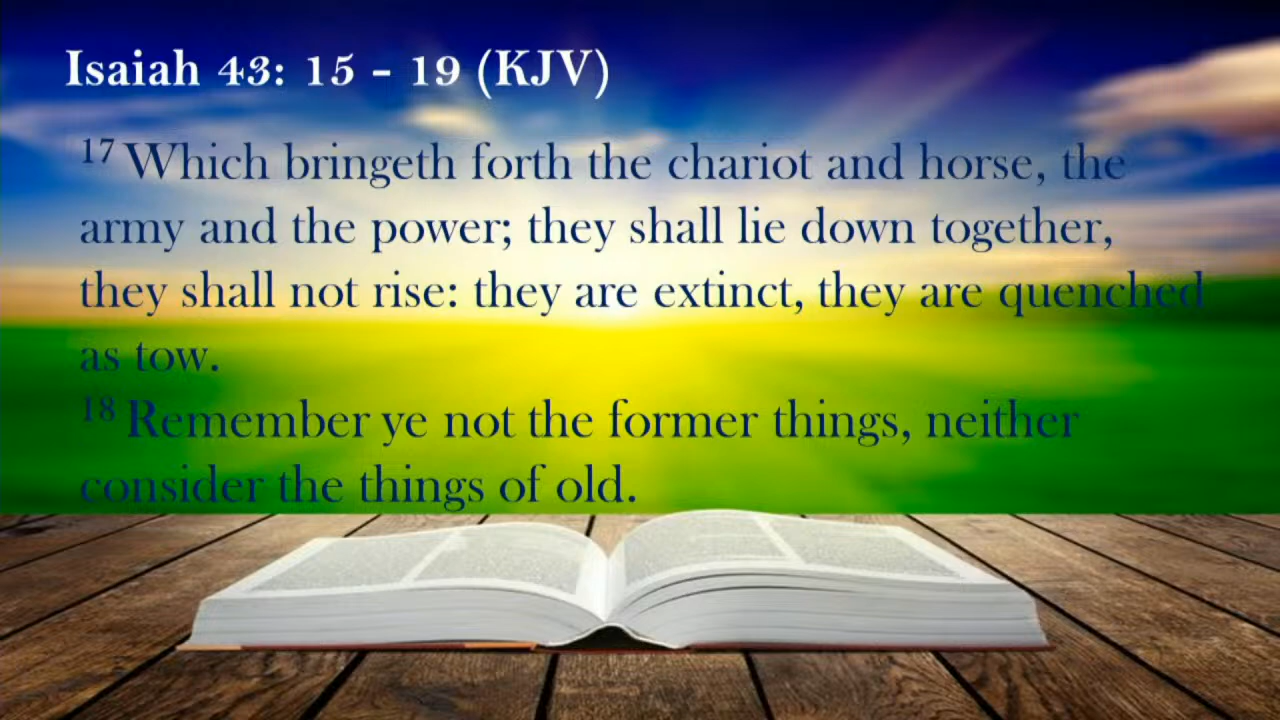 Isaiah 43: 15 - 19 (KJV)
17 Which bringeth forth the chariot and horse, the
army and the power; they shall lie down together,
they shall not rise: they are extinct, they are quenched
as tow.
18 Remember ye not the former things, neither
consider the things of old.